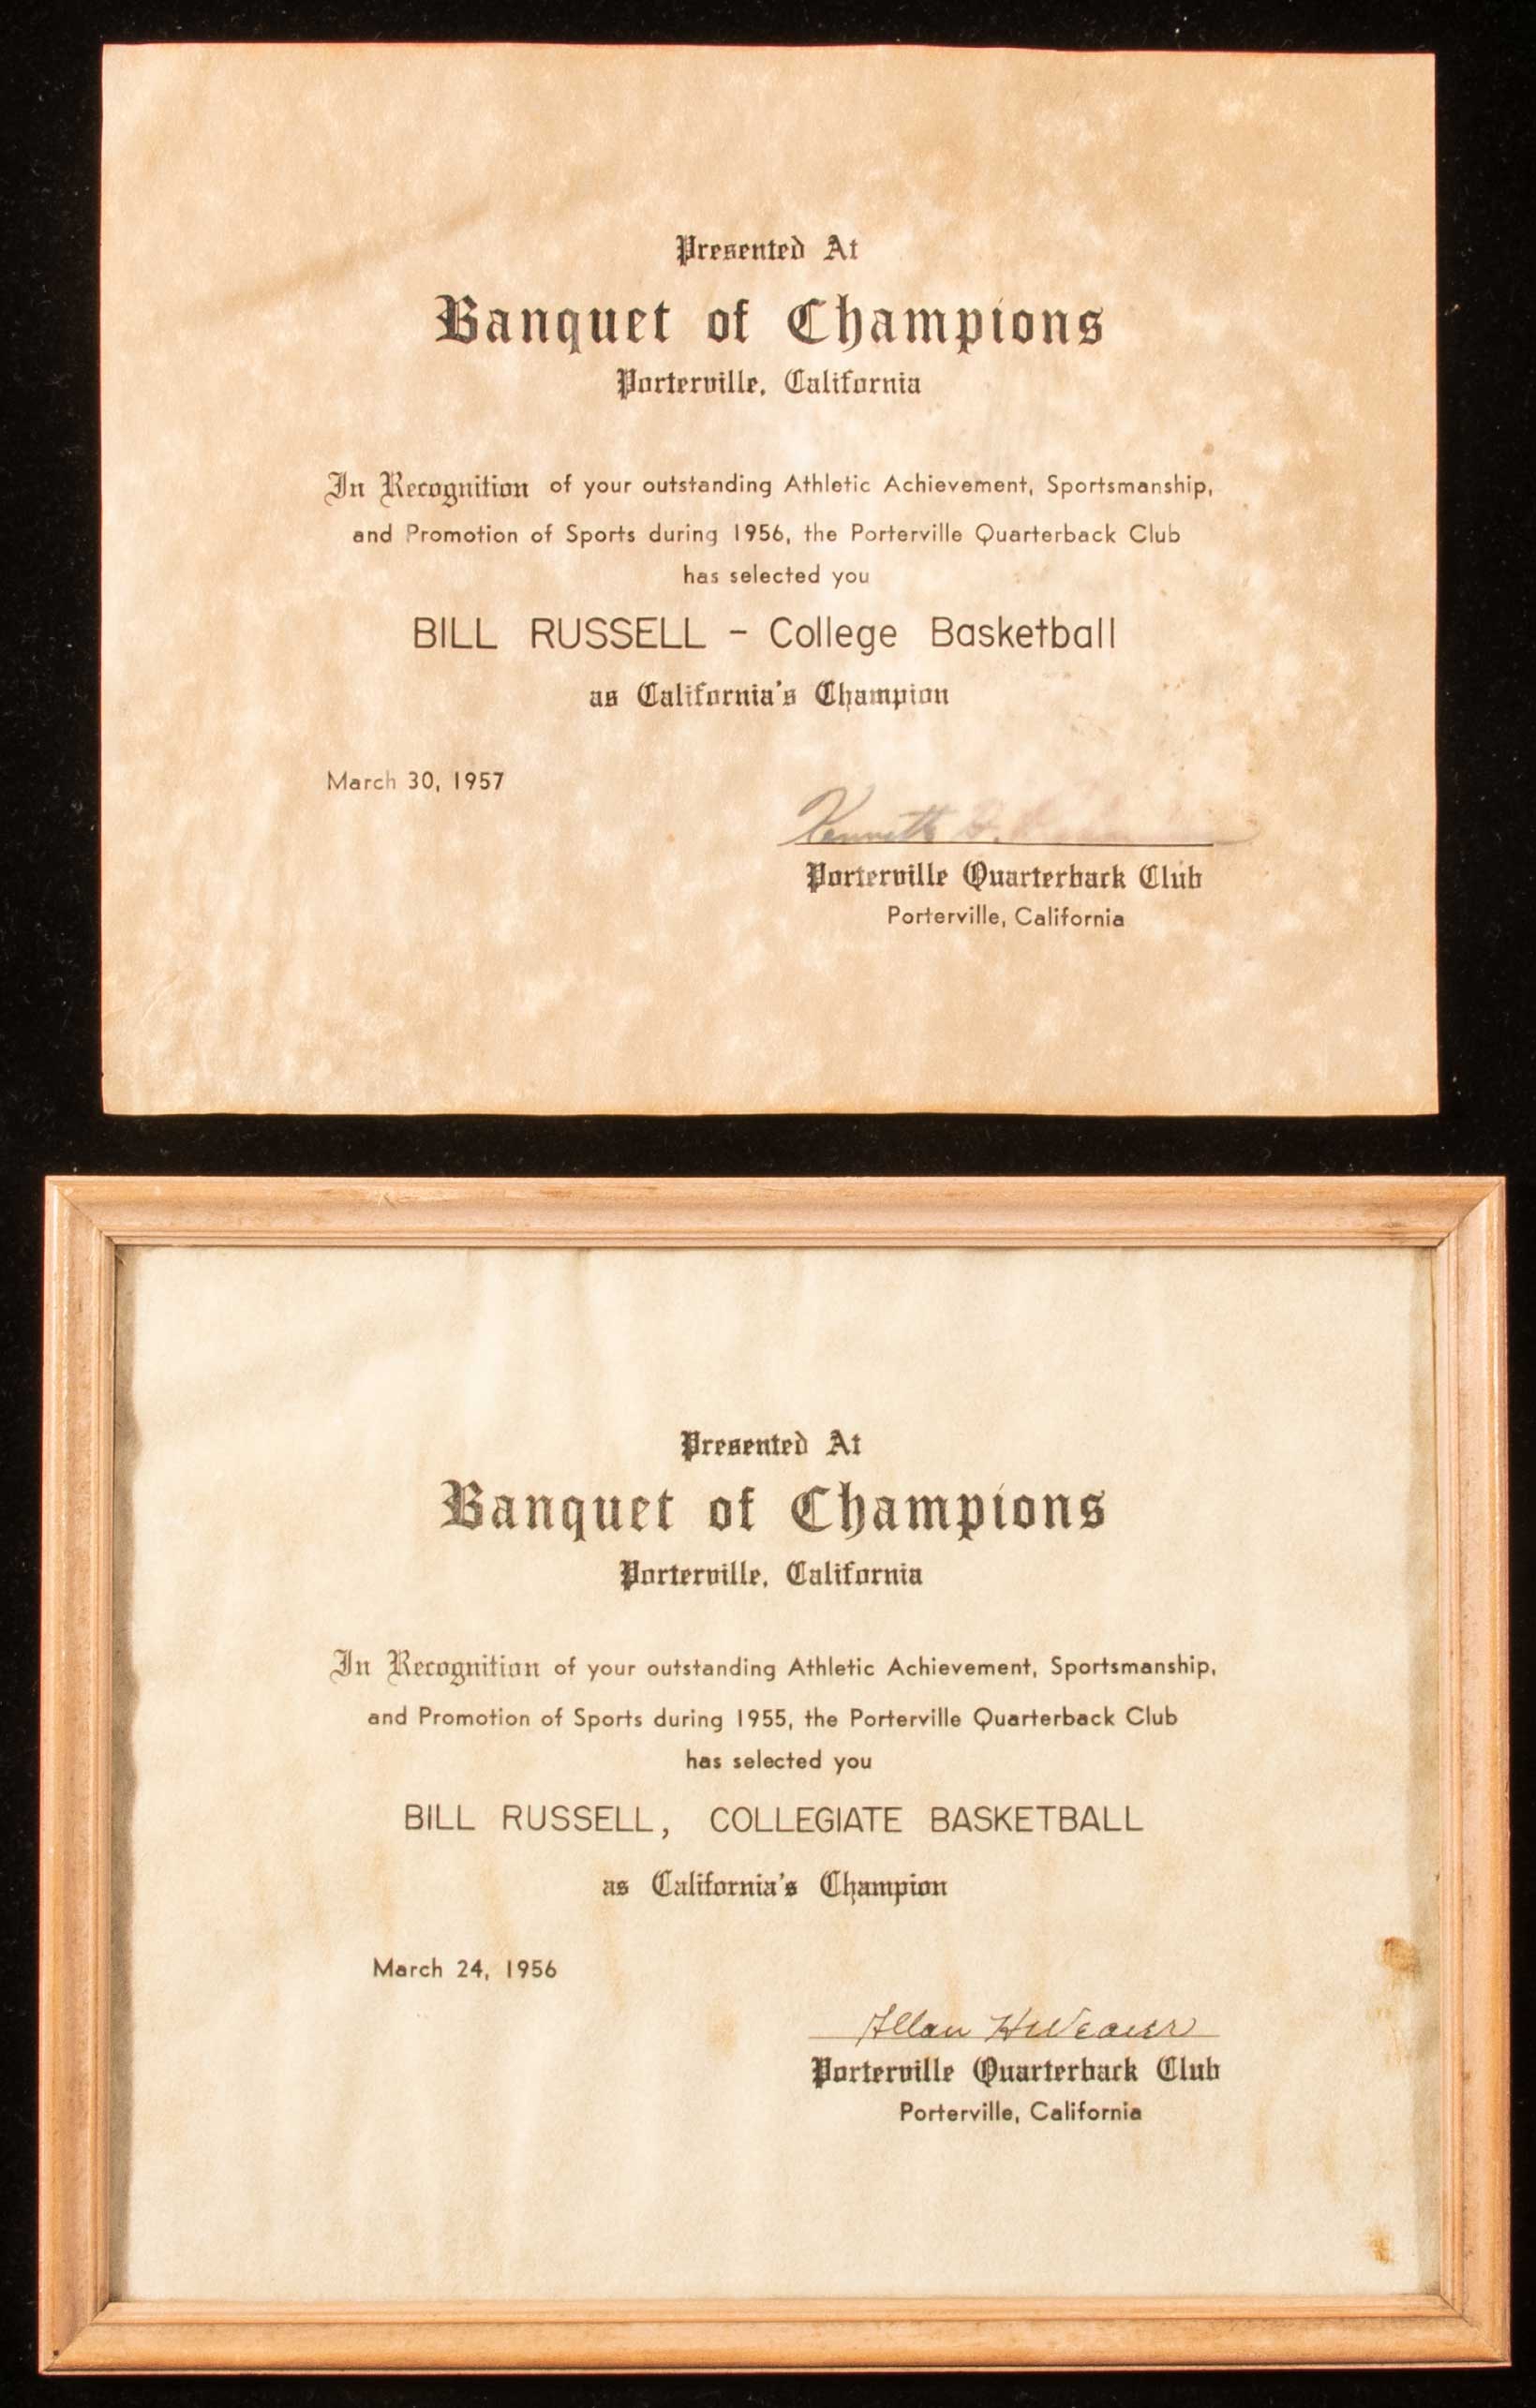 Presented At
Banquet of Champions
Porterville, California
In Recognition of your outstanding Athletic Achievement, Sportsmanship,
and Promotion of Sports during 1956, the Porterville Quarterback Club
has selected you
BILL RUSSELL - College Basketball
as California's Champion
March 30, 1957
Kenneth
Porterville Quarterback Club
Porterville, California
Presented At
Banquet of Champions
Porterville, California
In Recognition of your outstanding Athletic Achievement, Sportsmanship,
and Promotion of Sports during 1955, the Porterville Quarterback Club
has selected you
BILL RUSSELL, COLLEGIATE BASKETBALL
as California's Champion
March 24, 1956
Allan H Weaver
Porterville Quarterback Club
Porterville, California